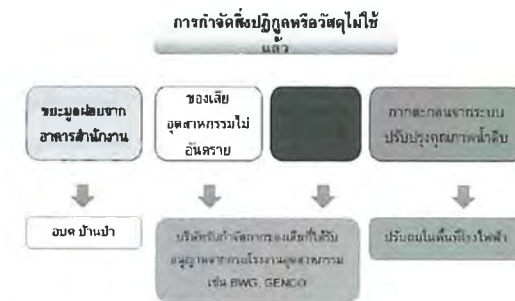 การกำจัดสิ่งปฏิกูลหรือวัสดุไม่ใช้
แล้ว
ขยะมูลฝอยจาก
อาคารสำนักงาน
ของเสีย
อุตสาหกรรมไม่
อันตราย
กากตะกอนจากระบบ
ปรับปรุงคุณภาพน้ำดิบ
อบต บ้านป่า
บริษัทรับกำจัดกากของเสียที่ได้รับ
อนุญาตจากกรมโรงงานอุตสาหกรรม
เช่น BWG, GENCO
ปรับถมในพื้นที่โรงไฟฟ้า